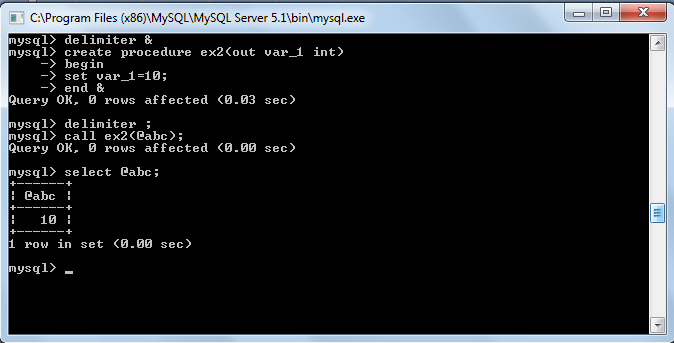 C:\Program Files (x86)\MySQL\MySQL Server 5.1\bin\mysql.exe
mysql> delimiter &
mysql> create procedure ex2(out var_1 int)
    -> begin
    -> set var_1=10;
    -> end &
Query OK, 0 rows affected (0.03 sec)

mysql> delimiter ;
mysql> call ex2(@abc);
Query OK, 0 rows affected (0.00 sec)

mysql> select @abc;
+------+
¦ @abc ¦
+------+
¦   10 ¦
+------+
1 row in set (0.00 sec)

mysql> _